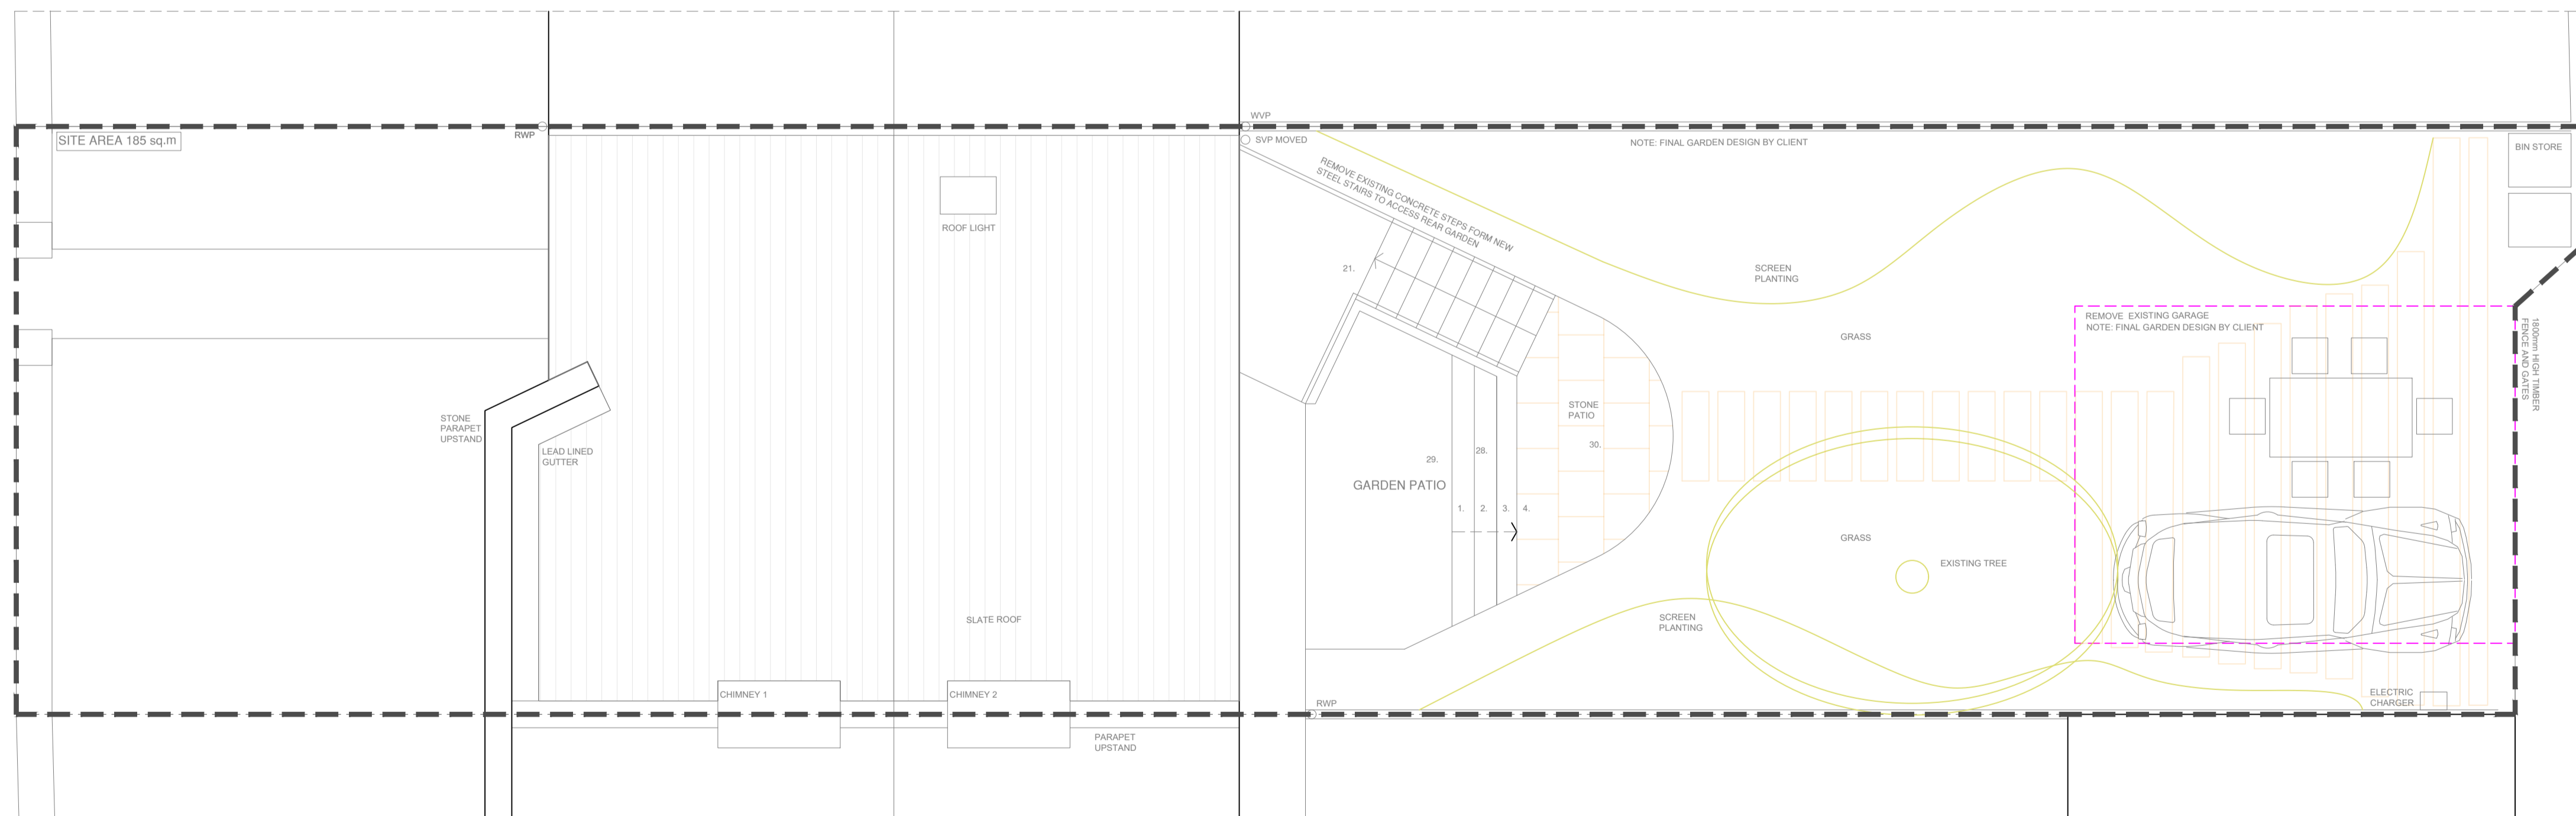 WVP
SITE AREA 185 sq.m
RWP
SVP MOVED
NOTE: FINAL GARDEN DESIGN BY CLIENT
BIN STORE
REMOVE EXISTING CONCRETE STEPS FORM NEW
STEEL STAIRS TO ACCESS REAR GARDEN
ROOF LIGHT
21.
SCREEN
PLANTING
REMOVE EXISTING GARAGE
NOTE: FINAL GARDEN DESIGN BY CLIENT
1800mm HIGH TIMBER
FENCE AND GATES
GRASS
STONE
PATIO
STONE
PARAPET
UPSTAND
LEAD LINED
GUTTER
30.
28.
29.
GARDEN PATIO
1.
2.
3.
4.
GRASS
EXISTING TREE
SLATE ROOF
SCREEN
PLANTING
CHIMNEY 1
CHIMNEY 2
RWP
ELECTRIC
CHARGER
PARAPET
UPSTAND